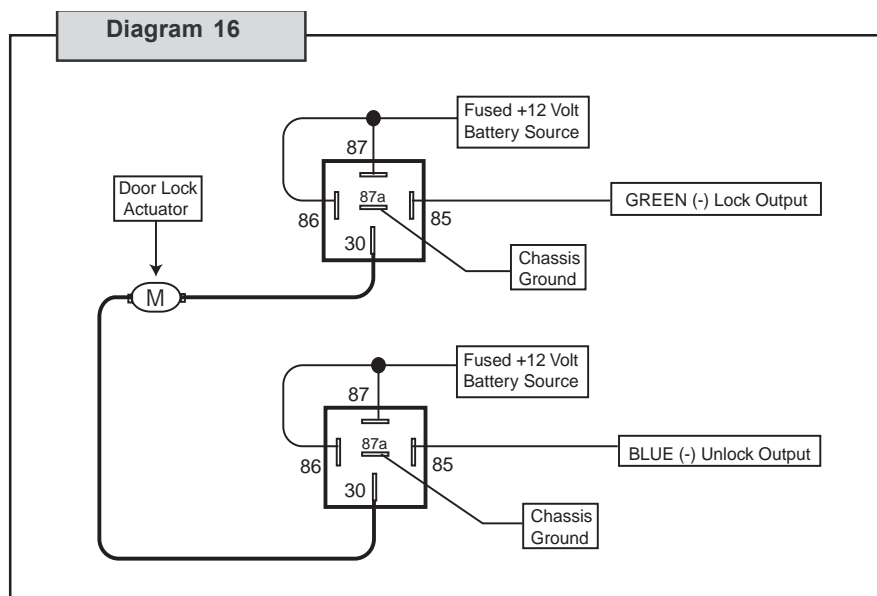 Diagram 16
Fused +12 Volt
Battery Source
87
Door Lock
Actuator
87a
86
85
GREEN (-) Lock Output
30
Chassis
Ground
M
Fused +12 Volt
Battery Source
87
87a
86
85
BLUE (-) Unlock Output
30
Chassis
Ground